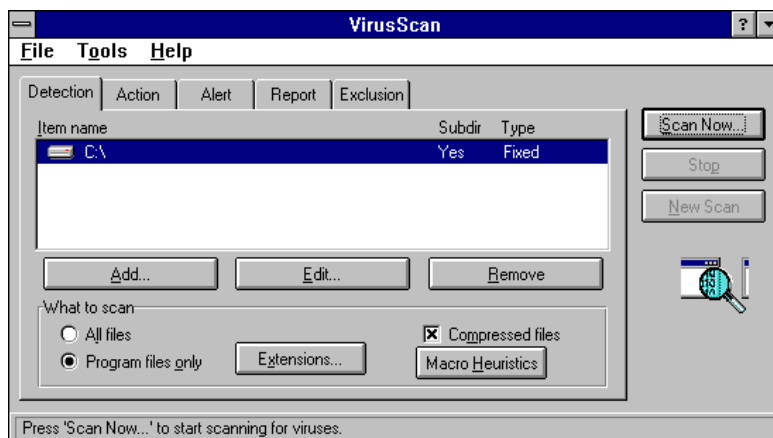 VirusScan
?
File Tools Help
Detection Action Alert Report Exclusion
Item name Subdir Type
C:\ Yes Fixed
Scan Now...
Stop
New Scan
Add... Edit... Remove
What to scan
All files
Compressed files
Program files only
Extensions...
Macro Heuristics
Press 'Scan Now...' to start scanning for viruses.